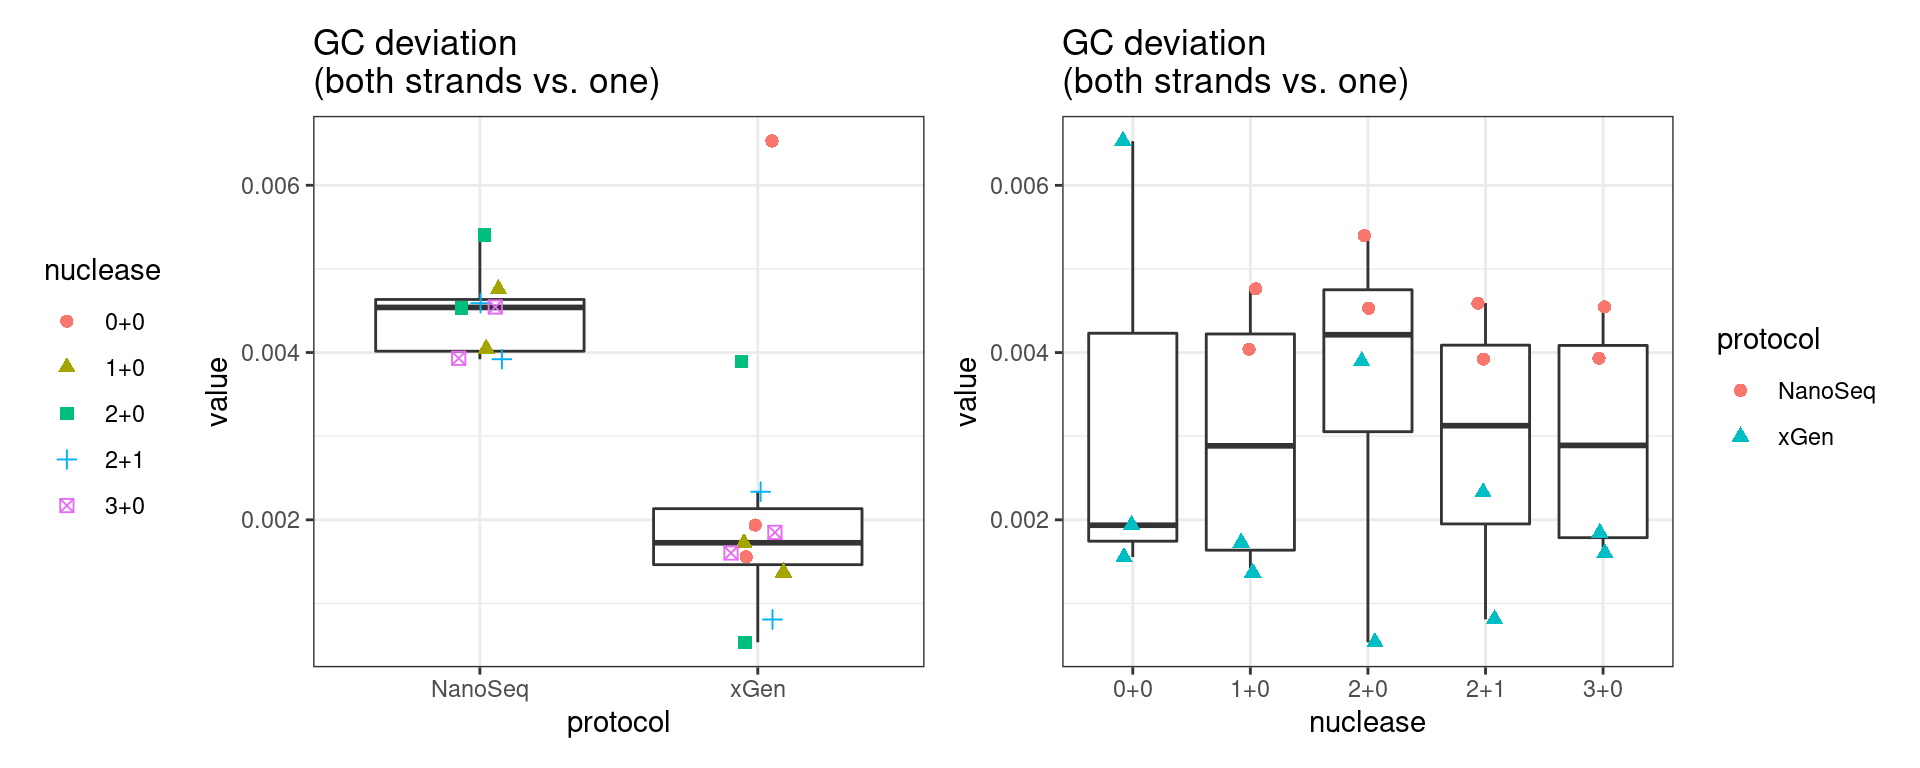 GC deviation
(both strands vs. one)
nuclease
0+0
1+0
2+0
2+1
3+0
value
0.006
0.004
0.002
NanoSeq
xGen
protocol
GC deviation
(both strands vs. one)
value
0.006
0.004
0.002
0+0
1+0
2+0
2+1
3+0
nuclease
protocol
NanoSeq
xGen